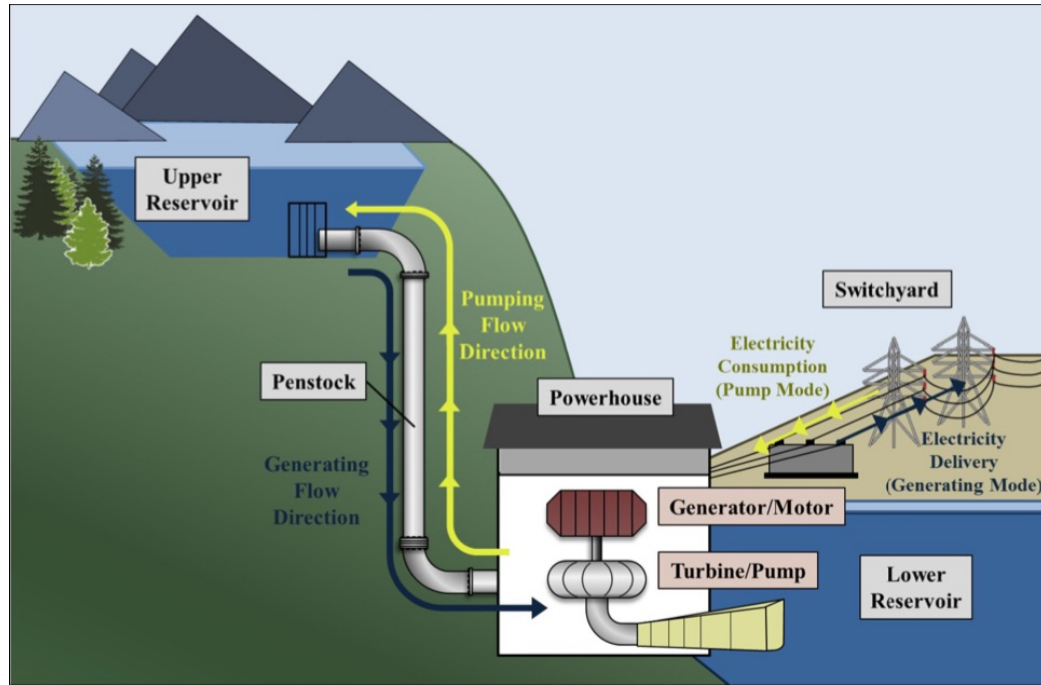 Upper
Reservoir
Switchyard
Pumping
Flow
Direction
Electricity
Consumption
(Pump Mode)
Penstock
Powerhouse
Electricity
Delivery
(Generating Mode)
Generating
Flow
Direction
Generator/Motor
Turbine/Pump
Lower
Reservoir